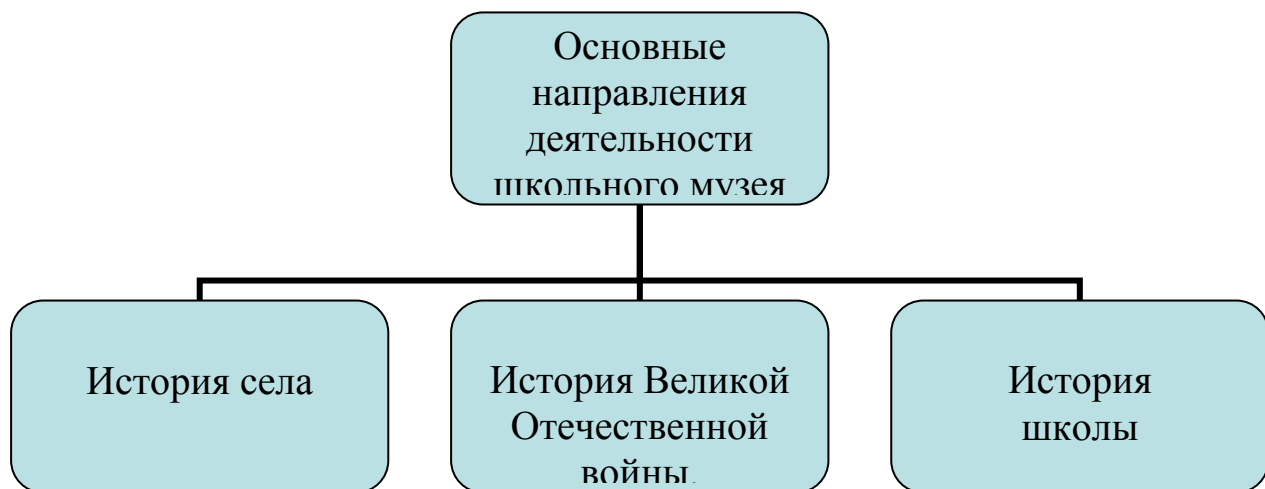 Основные
направления
деятельности
школьного музея
История села
История Великой
Отечественной
войны.
История
школы